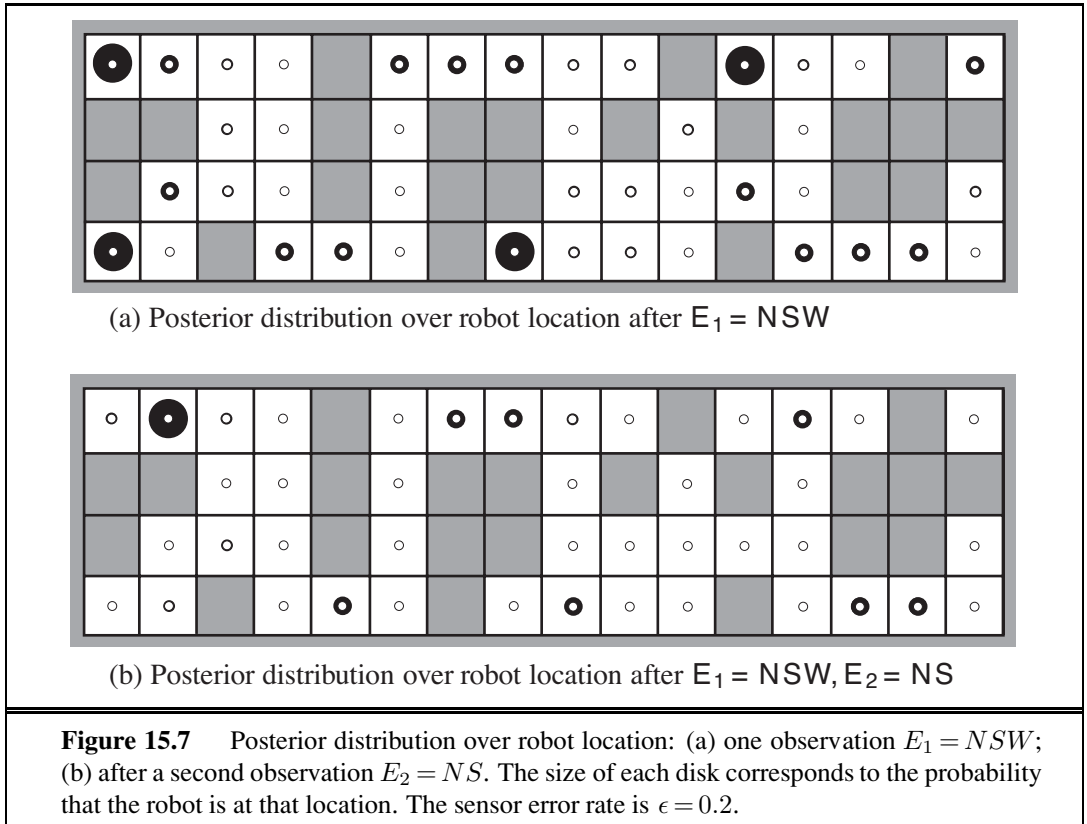 (a) Posterior distribution over robot location after E₁ = NSW
(b) Posterior distribution over robot location after E₁ = NSW, E₂ = NS
Figure 15.7 Posterior distribution over robot location: (a) one observation E₁ = NSW;
(b) after a second observation E₂ = NS. The size of each disk corresponds to the probability
that the robot is at that location. The sensor error rate is ϵ = 0.2.